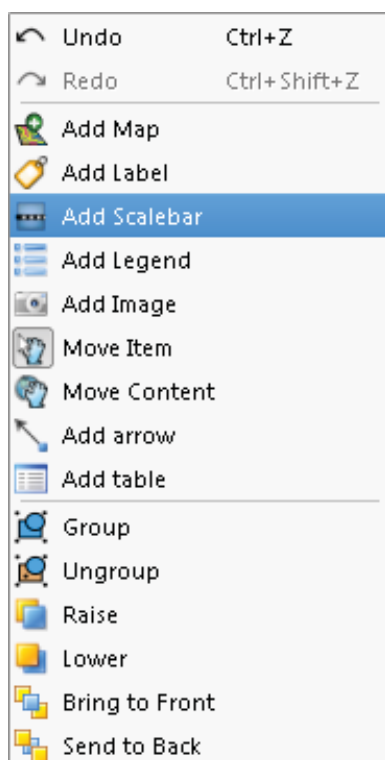 Undo Ctrl+Z
Redo Ctrl+Shift+Z
Add Map
Add Label
Add Scalebar
Add Legend
Add Image
Move Item
Move Content
Add arrow
Add table
Group
Ungroup
Raise
Lower
Bring to Front
Send to Back